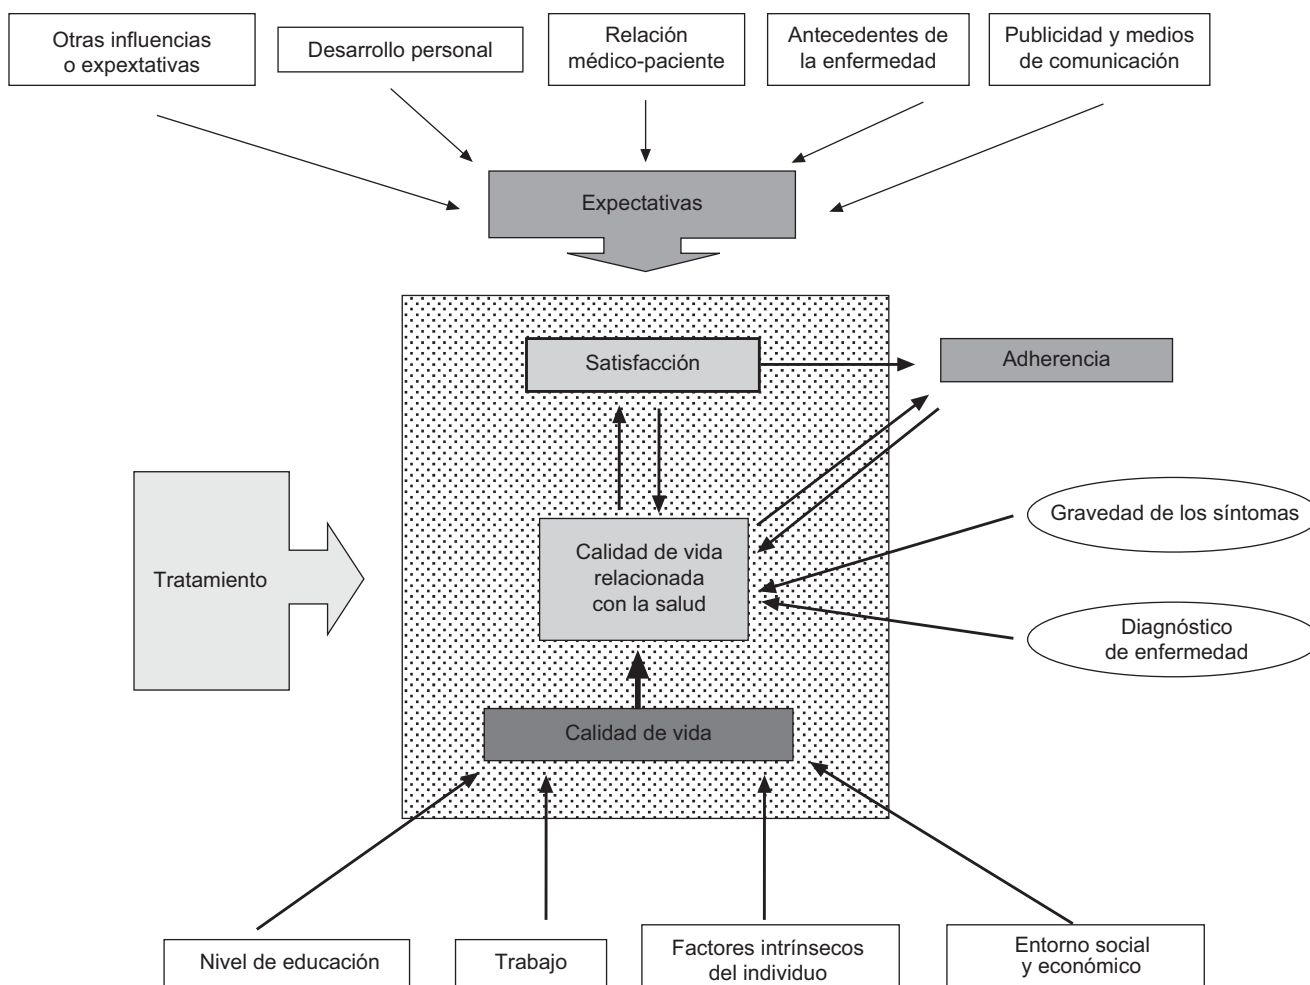 Otras influencias
o expextativas
Desarrollo personal
Relación
médico-paciente
Antecedentes de
la enfermedad
Publicidad y medios
de comunicación
Expectativas
Satisfacción
Adherencia
Tratamiento
Calidad de vida
relacionada
con la salud
Gravedad de los síntomas
Diagnóstico
de enfermedad
Calidad de vida
Nivel de educación
Trabajo
Factores intrínsecos
del individuo
Entorno social
y económico